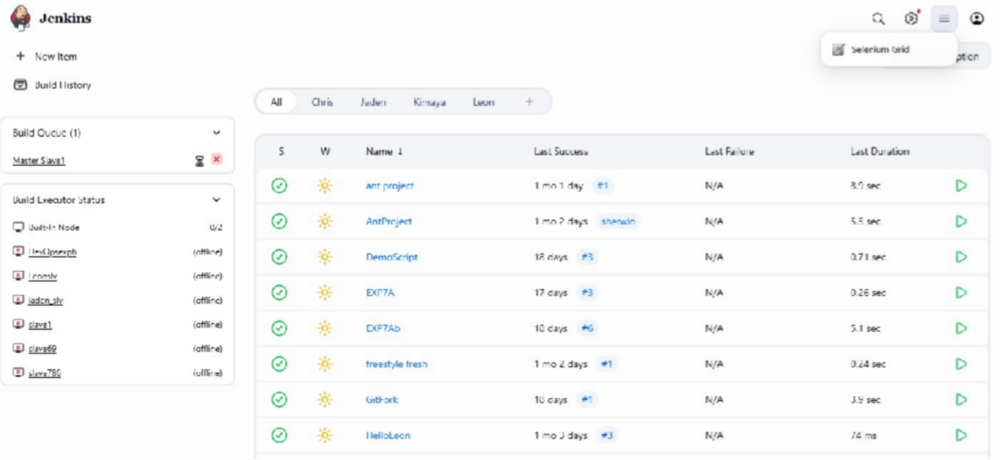 Jenkins
Selenium Grid
ption
+ New Item
Build History
All Chris Jaden Kimaya Leon +
Build Queue (1)
Master Slave1
Build Executor Status
Built-In Node 0/2
DevOpsexp6 (offline)
Leonslv (offline)
jaden_slv (offline)
slave1 (offline)
slave69 (offline)
slave786 (offline)
S W Name ↓ Last Success Last Failure Last Duration
ant project 1 mo 1 day #1 N/A 8.9 sec
AntProject 1 mo 2 days sherwin N/A 5.5 sec
DemoScript 18 days #3 N/A 0.71 sec
EXP7A 17 days #3 N/A 0.26 sec
EXP7Ab 18 days #6 N/A 5.1 sec
freestyle fresh 1 mo 2 days #1 N/A 0.24 sec
GitFork 18 days #1 N/A 3.9 sec
HelloLeon 1 mo 3 days #3 N/A 74 ms